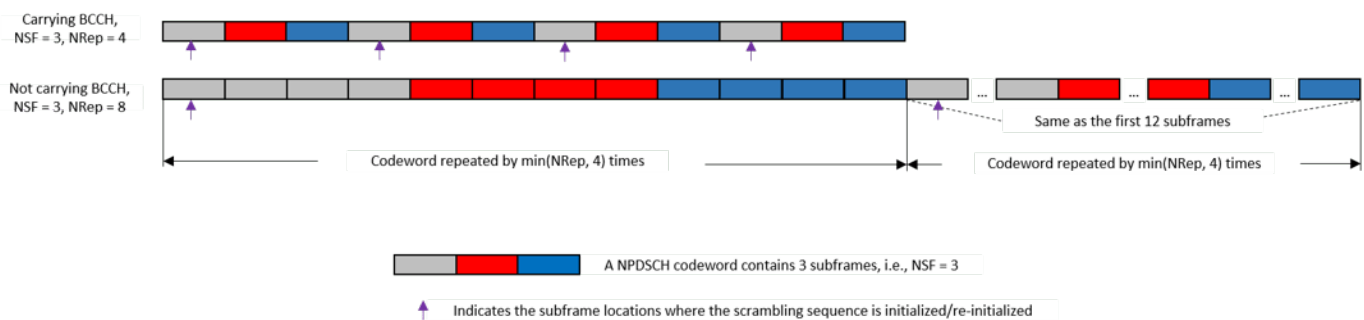 Carrying BCCH,
NSF = 3, NRep = 4
Not carrying BCCH,
NSF = 3, NRep = 8
... ... ...
Same as the first 12 subframes
Codeword repeated by min(NRep, 4) times
Codeword repeated by min(NRep, 4) times
A NPDSCH codeword contains 3 subframes, i.e., NSF = 3
Indicates the subframe locations where the scrambling sequence is initialized/re-initialized